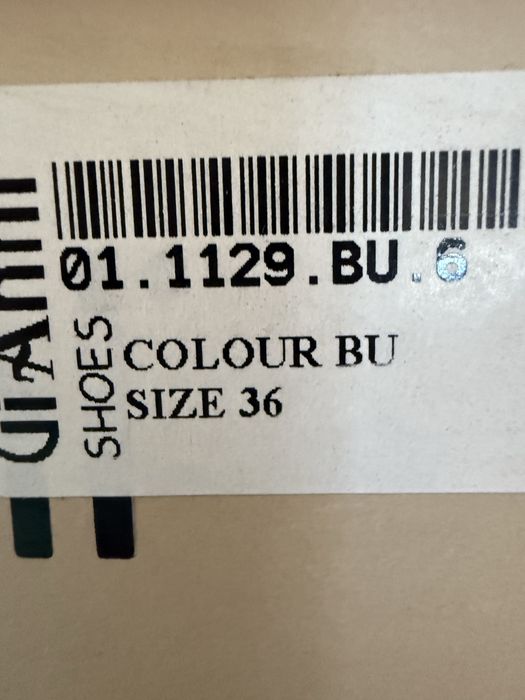 01.1129.BU.6
COLOUR BU
SIZE 36
SHOES